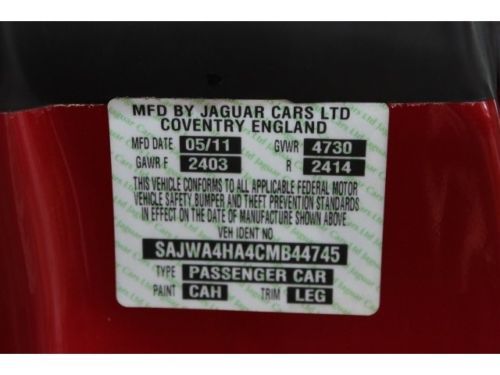 MFD BY JAGUAR CARS LTD
COVENTRY ENGLAND
MFD DATE 05/11 GVWR 4730
GAWR F 2403 R 2414
THIS VEHICLE CONFORMS TO ALL APPLICABLE FEDERAL MOTOR
VEHICLE SAFETY,BUMPER AND THEFT PREVENTION STANDARDS
IN EFFECT ON THE DATE OF MANUFACTURE SHOWN ABOVE.
VEH IDENT NO
SAJWA4HA4CMB44745
TYPE PASSENGER CAR
PAINT CAH TRIM LEG